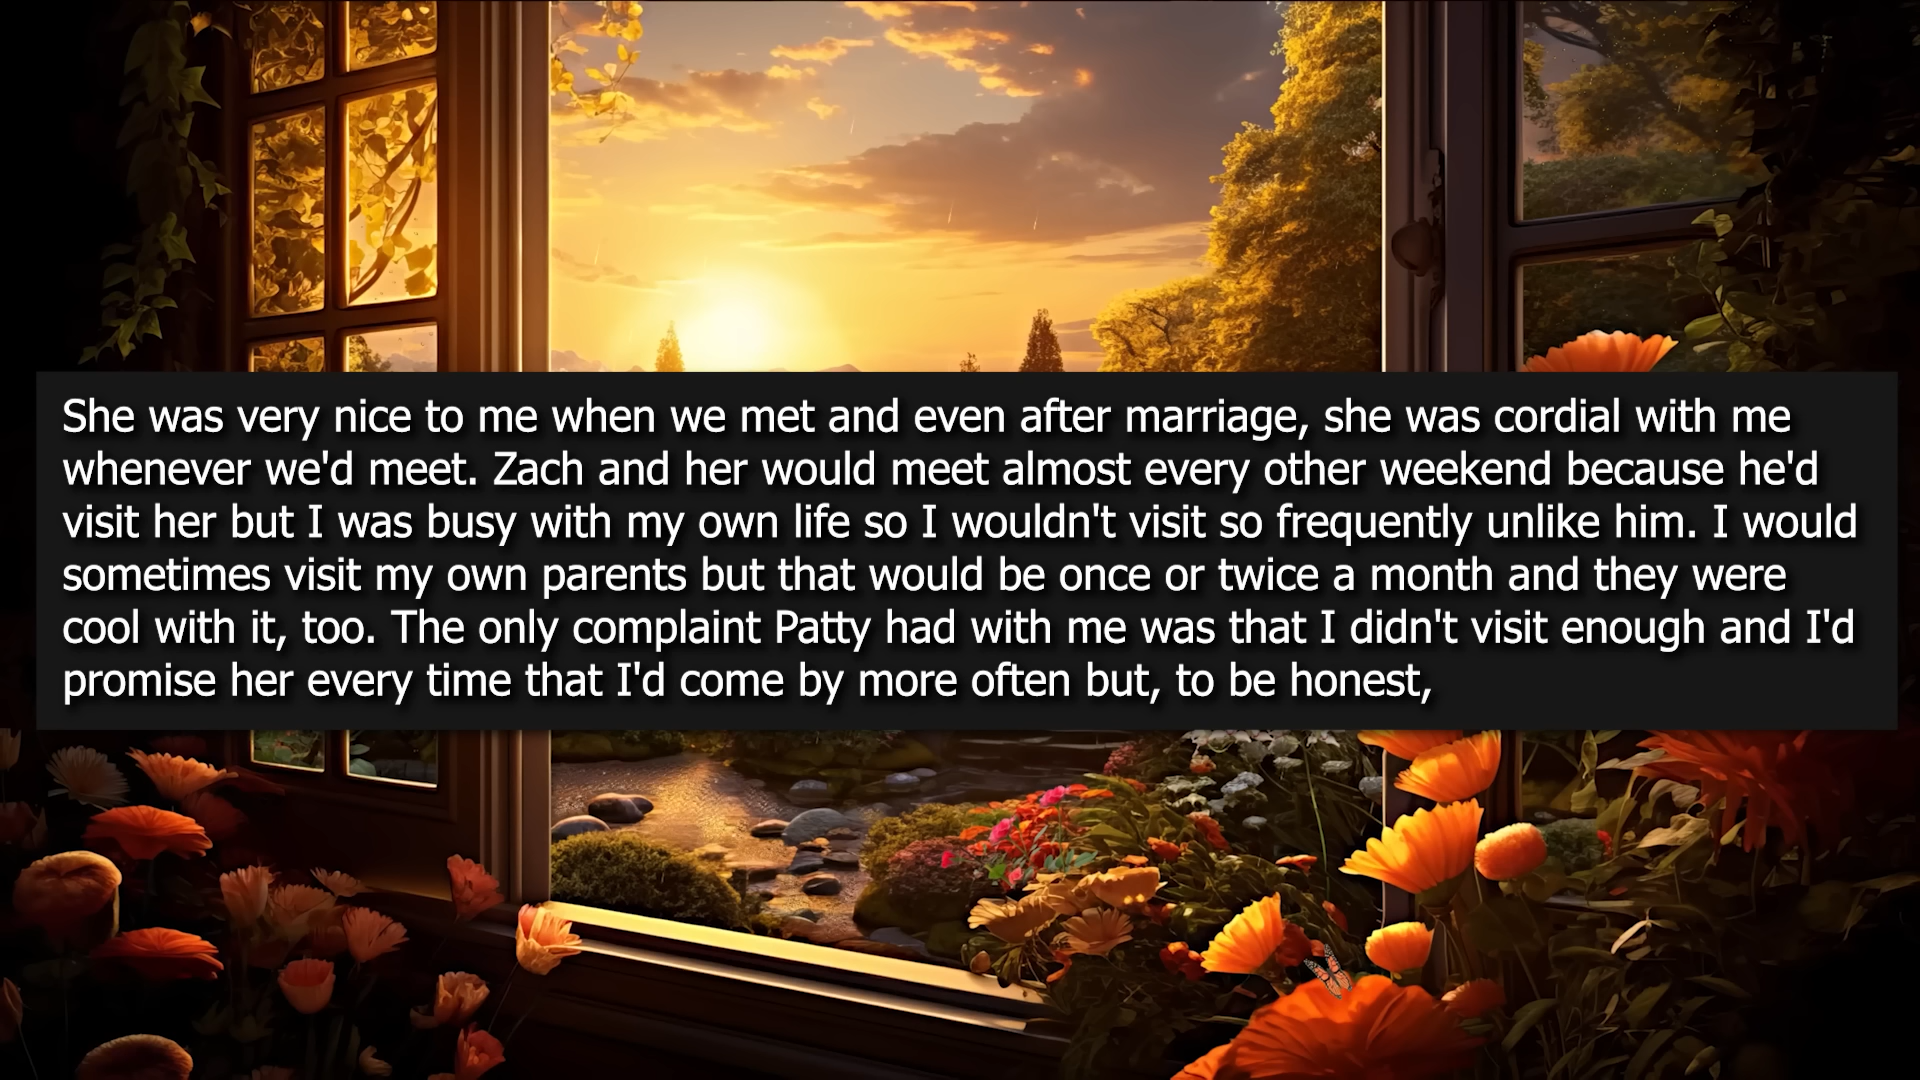 She was very nice to me when we met and even after marriage, she was cordial with me
whenever we'd meet. Zach and her would meet almost every other weekend because he'd
visit her but I was busy with my own life so I wouldn't visit so frequently unlike him. I would
sometimes visit my own parents but that would be once or twice a month and they were
cool with it, too. The only complaint Patty had with me was that I didn't visit enough and I'd
promise her every time that I'd come by more often but, to be honest,